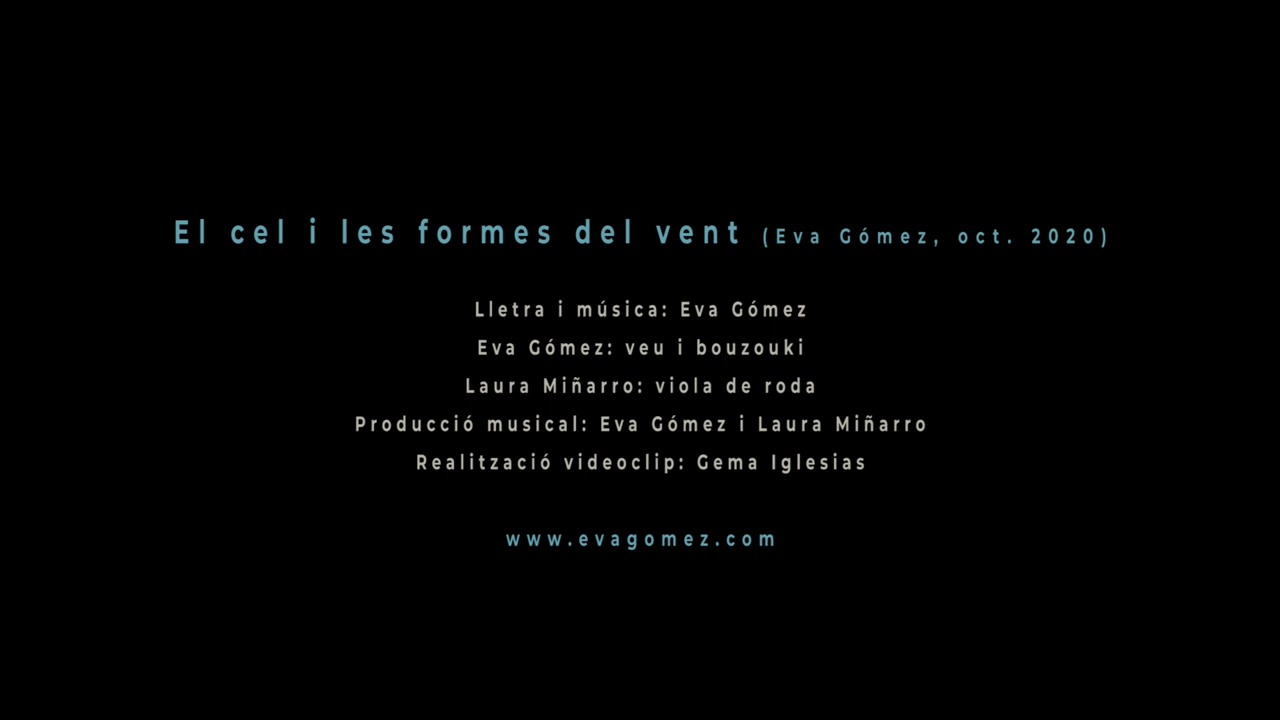 El cel i les formes del vent (Eva Gómez, oct. 2020)
Lletra i música: Eva Gómez
Eva Gómez: veu i bouzouki
Laura Miñarro: viola de roda
Producció musical: Eva Gómez i Laura Miñarro
Realització videoclip: Gema Iglesias
www.evagomez.com